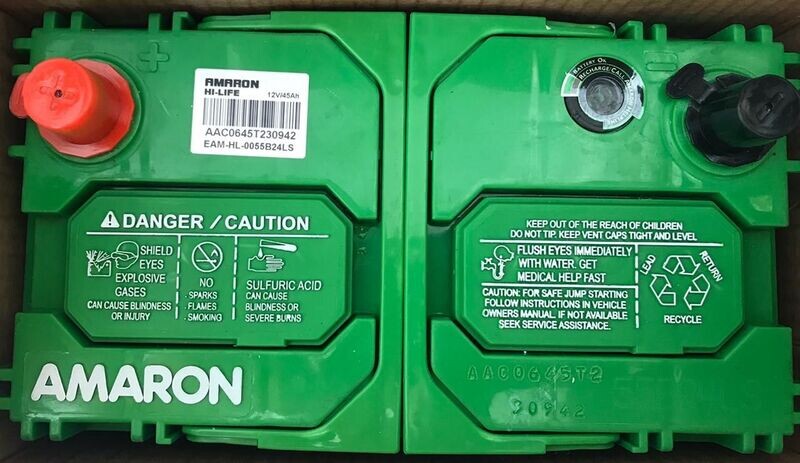 +
AMARON
HI-LIFE 12V/45Ah
AAC0645T230942
EAM-HL-0055B24LS
BATTERY OK
RECHARGE/CALL A
−
⚠ DANGER / CAUTION
SHIELD
EYES
EXPLOSIVE
GASES
CAN CAUSE BLINDNESS
OR INJURY
NO
SPARKS
FLAMES
SMOKING
SULFURIC ACID
CAN CAUSE
BLINDNESS OR
SEVERE BURNS
KEEP OUT OF THE REACH OF CHILDREN
DO NOT TIP. KEEP VENT CAPS TIGHT AND LEVEL
FLUSH EYES IMMEDIATELY
WITH WATER. GET
MEDICAL HELP FAST
CAUTION: FOR SAFE JUMP STARTING
FOLLOW INSTRUCTIONS IN VEHICLE
OWNERS MANUAL. IF NOT AVAILABLE
SEEK SERVICE ASSISTANCE.
LEAD
RETURN
RECYCLE
AMARON
AAC0645T2
30942